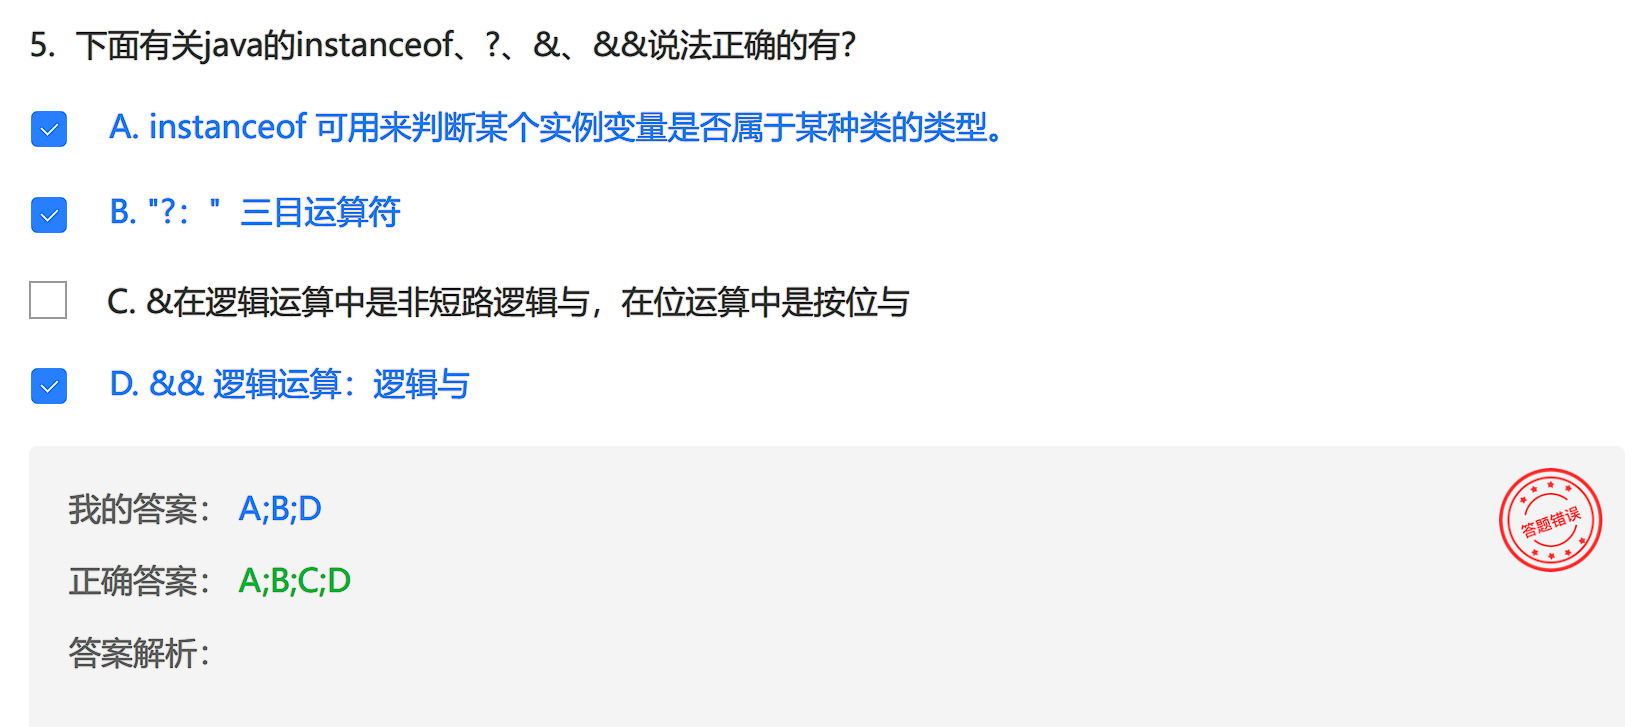 5. 下面有关java的instanceof、?、&、&&说法正确的有?
A. instanceof 可用来判断某个实例变量是否属于某种类的类型。
B. "?：" 三目运算符
C. &在逻辑运算中是非短路逻辑与，在位运算中是按位与
D. && 逻辑运算：逻辑与
我的答案： A;B;D
答题错误
正确答案： A;B;C;D
答案解析：